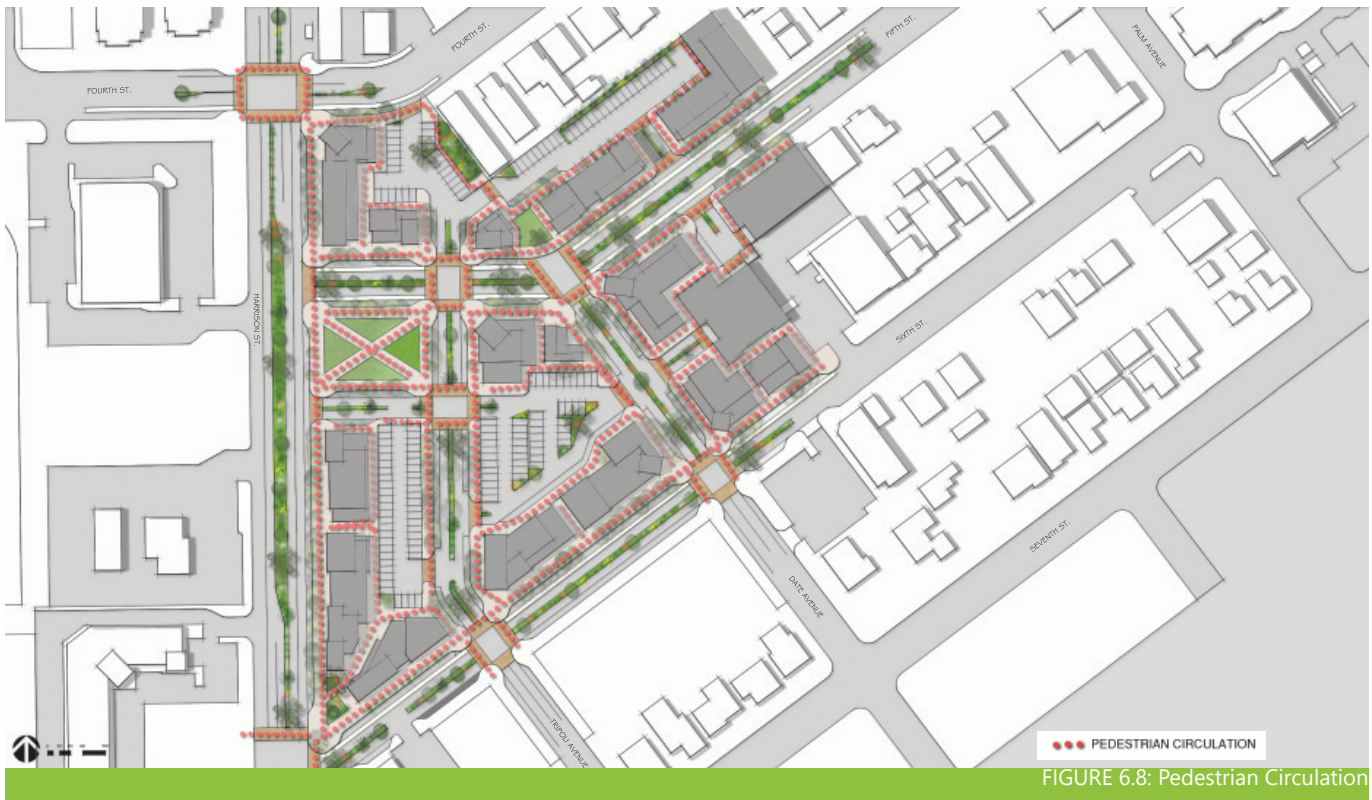 FOURTH ST.
FIFTH ST.
PALM AVENUE
FOURTH ST.
HARRISON ST.
SIXTH ST.
SEVENTH ST.
DATE AVENUE
TRIPOLI AVENUE
PEDESTRIAN CIRCULATION
FIGURE 6.8: Pedestrian Circulation